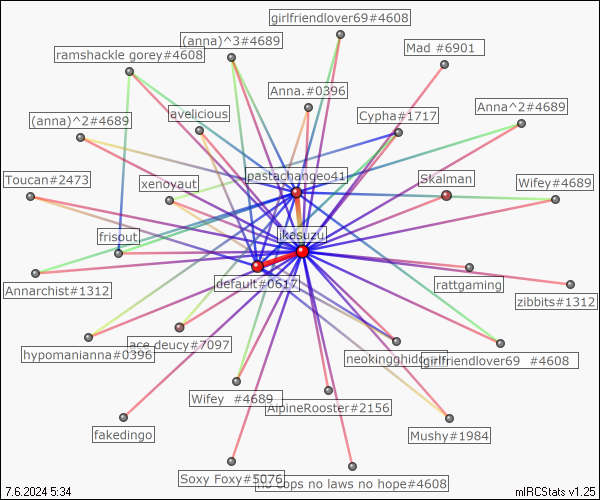 girlfriendlover69#4608
(anna)^3#4689
Mad #6901
ramshackle gorey#4608
Anna.#0396
Anna^2#4689
avelicious
Cypha#1717
(anna)^2#4689
pastachangeo41
Skalman
Toucan#2473
xenoyaut
Wifey#4689
frisout
ikasuzu
default#0617
rattgaming
Annarchist#1312
zibbits#1312
ace deucy#7097
hypomanianna#0396
neokingghido
girlfriendlover69 #4608
Wifey #4689
AlpineRooster#2156
fakedingo
Mushy#1984
Soxy Foxy#5076
no cops no laws no hope#4608
7.6.2024 5:34
mIRCStats v1.25